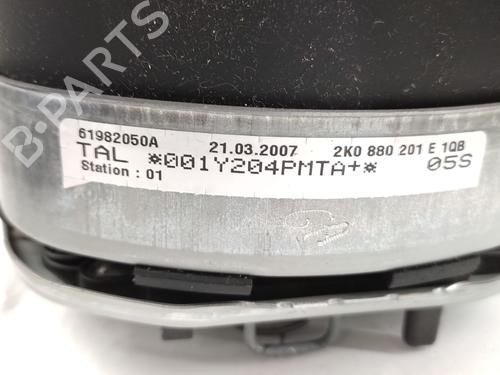 B-PARTS
61982050A 21.03.2007 2K0 880 201 E 1QB
TAL *001Y204PMTA+* 05S
Station : 01